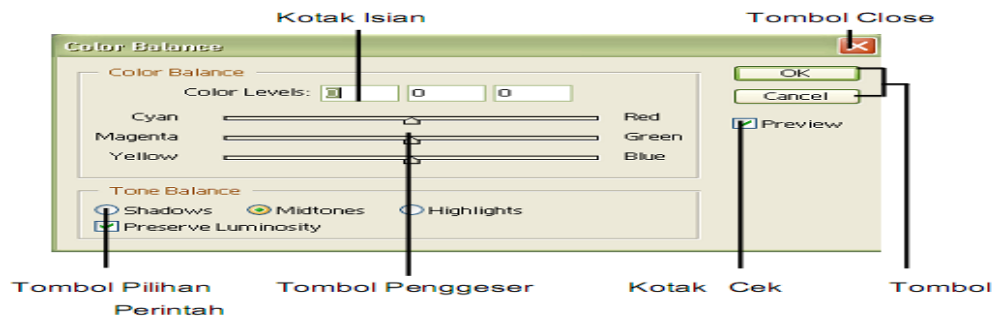 Kotak Isian Tombol Close
Color Balance
Color Balance
Color Levels: 0 0 0
OK
Cancel
Preview
Cyan Red
Magenta Green
Yellow Blue
Tone Balance
Shadows Midtones Highlights
Preserve Luminosity
Tombol Pilihan Tombol Penggeser Kotak Cek Tombol
Perintah